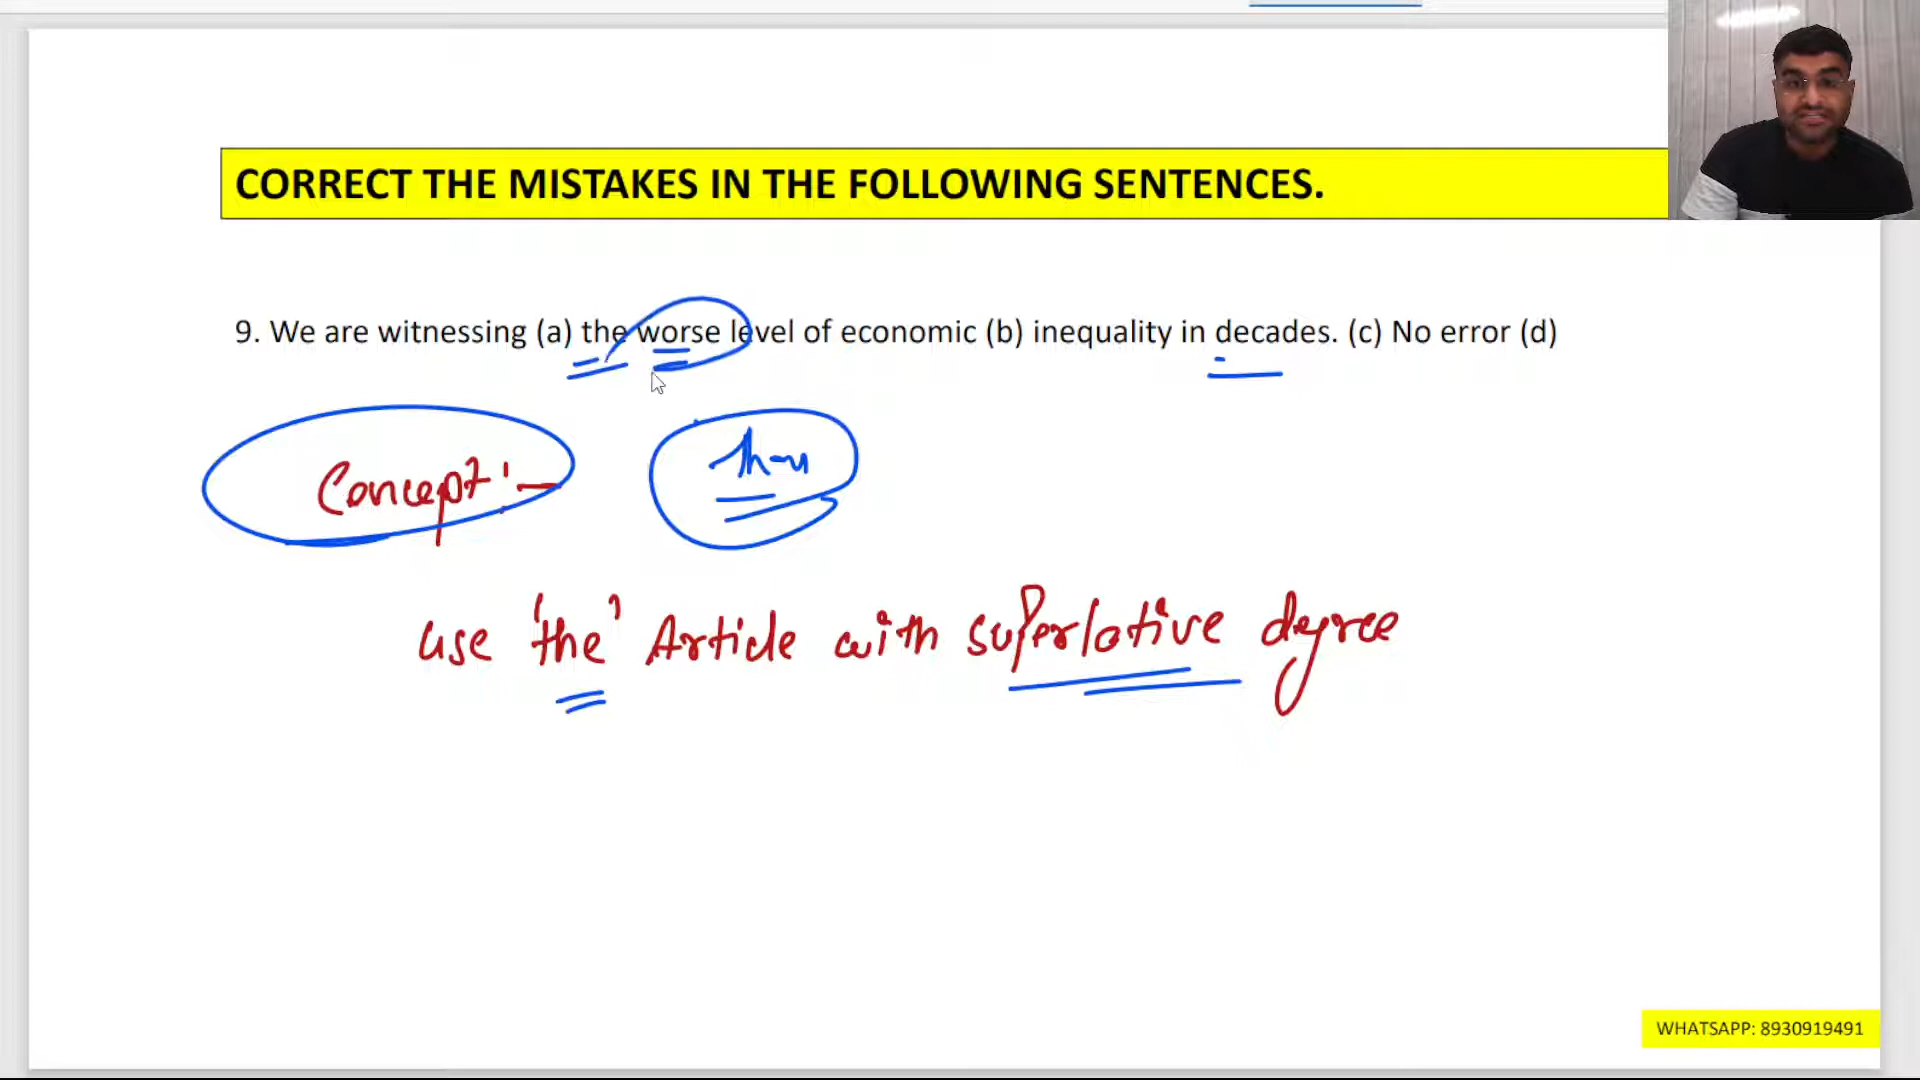 CORRECT THE MISTAKES IN THE FOLLOWING SENTENCES.
9. We are witnessing (a) the worse level of economic (b) inequality in decades. (c) No error (d)
Concept :-
than
use 'the' Article with superlative degree
WHATSAPP: 8930919491